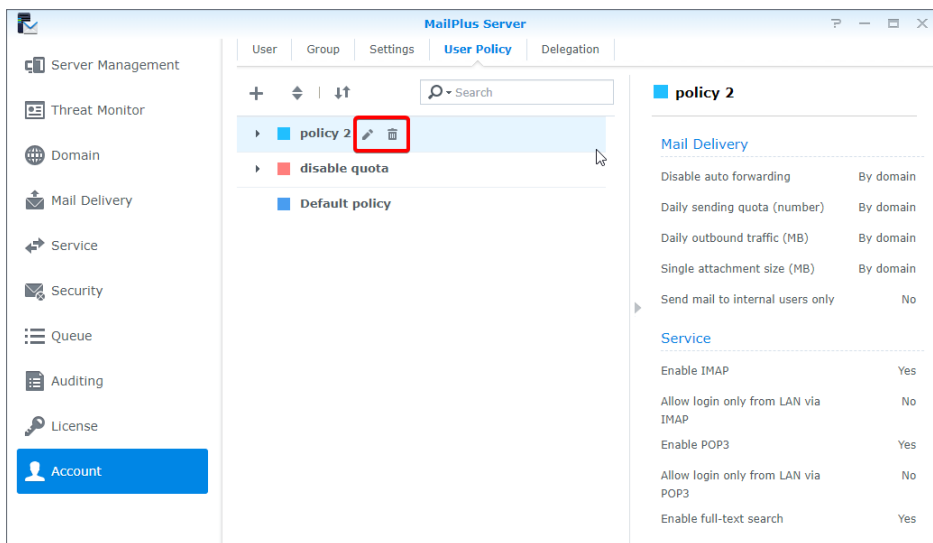 MailPlus Server
User Group Settings User Policy Delegation
Server Management
Threat Monitor
Domain
Mail Delivery
Service
Security
Queue
Auditing
License
Account
Search
policy 2
disable quota
Default policy
policy 2
Mail Delivery
Disable auto forwarding By domain
Daily sending quota (number) By domain
Daily outbound traffic (MB) By domain
Single attachment size (MB) By domain
Send mail to internal users only No
Service
Enable IMAP Yes
Allow login only from LAN via No
IMAP
Enable POP3 Yes
Allow login only from LAN via No
POP3
Enable full-text search Yes